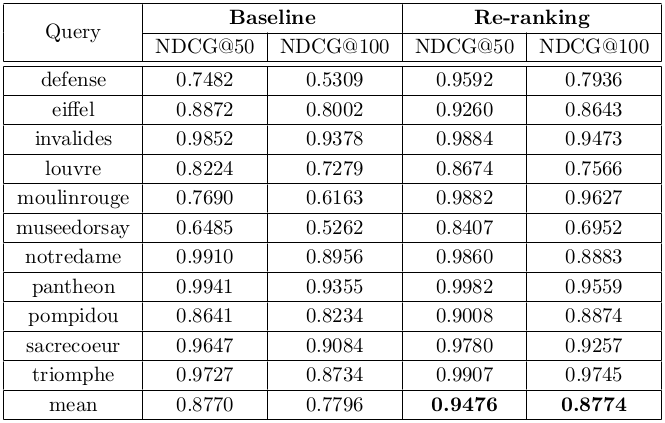 Query Baseline Re-ranking
NDCG@50 NDCG@100 NDCG@50 NDCG@100
defense 0.7482 0.5309 0.9592 0.7936
eiffel 0.8872 0.8002 0.9260 0.8643
invalides 0.9852 0.9378 0.9884 0.9473
louvre 0.8224 0.7279 0.8674 0.7566
moulinrouge 0.7690 0.6163 0.9882 0.9627
museedorsay 0.6485 0.5262 0.8407 0.6952
notredame 0.9910 0.8956 0.9860 0.8883
pantheon 0.9941 0.9355 0.9982 0.9559
pompidou 0.8641 0.8234 0.9008 0.8874
sacrecoeur 0.9647 0.9084 0.9780 0.9257
triomphe 0.9727 0.8734 0.9907 0.9745
mean 0.8770 0.7796 0.9476 0.8774